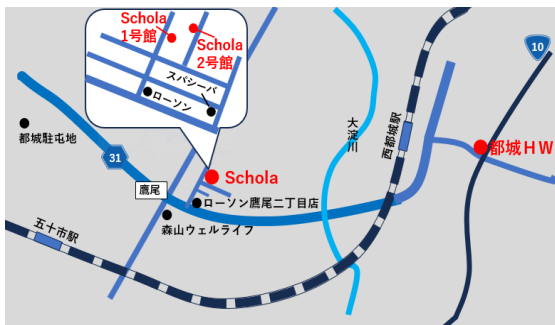 Schola
1号館
Schola
2号館
スパシーバ
ローソン
10
都城駐屯地
31
大淀川
西都城駅
都城HW
Schola
鷹尾
ローソン鷹尾二丁目店
森山ウェルライフ
五十市駅